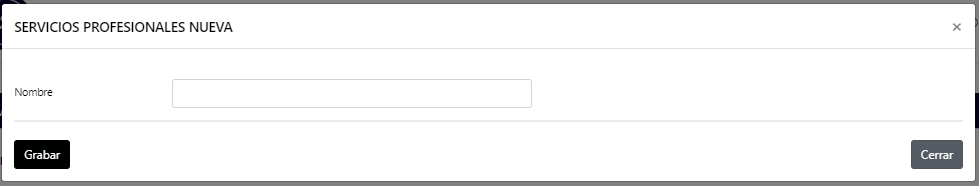 SERVICIOS PROFESIONALES NUEVA ×
Nombre
Grabar Cerrar